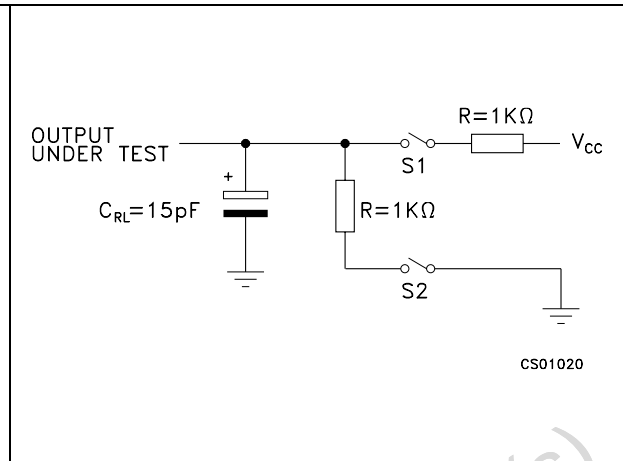 R=1KΩ
OUTPUT
UNDER TEST
V_CC
S1
+
C_RL=15pF
R=1KΩ
S2
CS01020